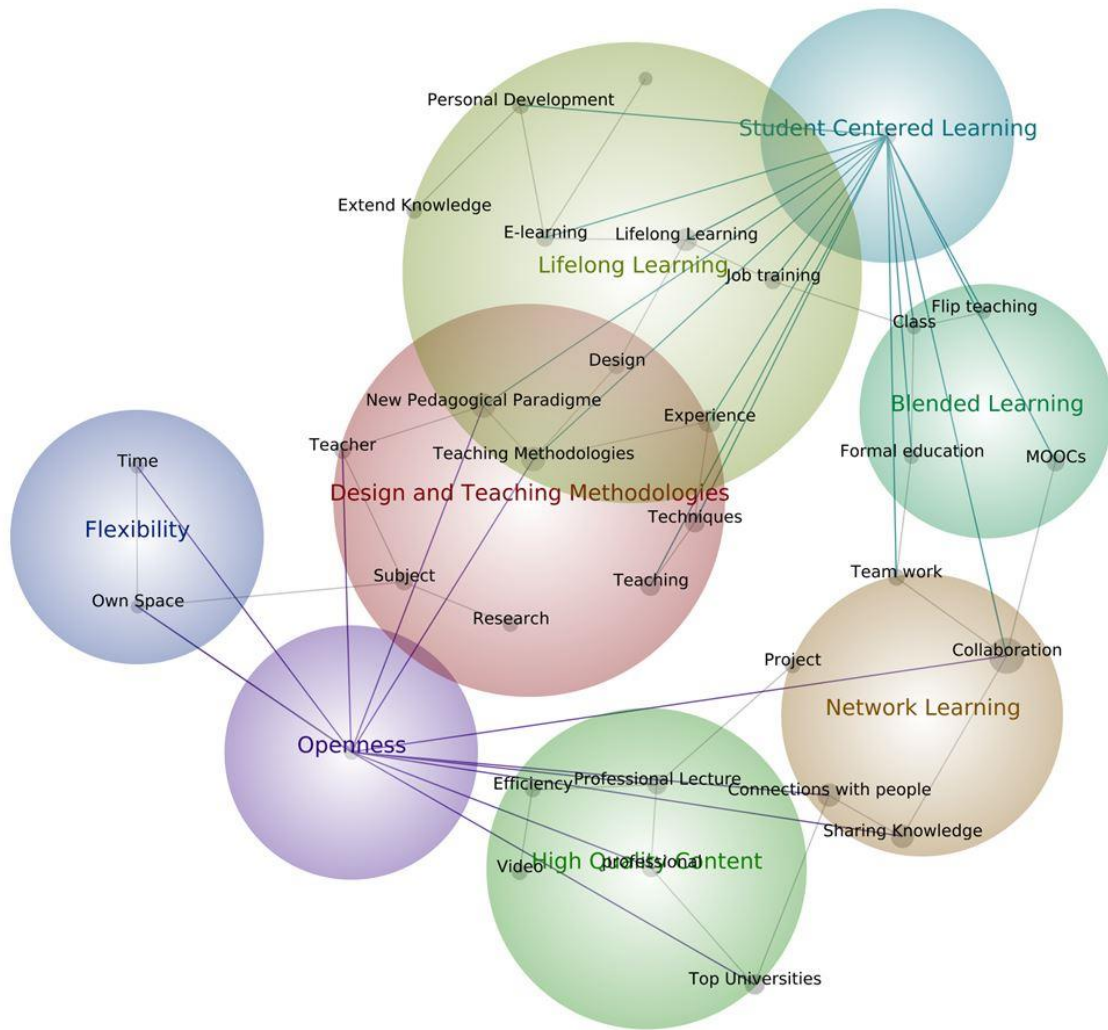 Personal Development
Student Centered Learning
Extend Knowledge
E-learning
Lifelong Learning
Lifelong Learning
Job training
Flip teaching
Class
Design
New Pedagogical Paradigme
Experience
Blended Learning
Teacher
Teaching Methodologies
Formal education
MOOCs
Time
Design and Teaching Methodologies
Techniques
Flexibility
Subject
Teaching
Team work
Own Space
Research
Project
Collaboration
Network Learning
Openness
Efficiency
Professional Lecture
Connections with people
Sharing Knowledge
Video
High Quality Content
professional
Top Universities